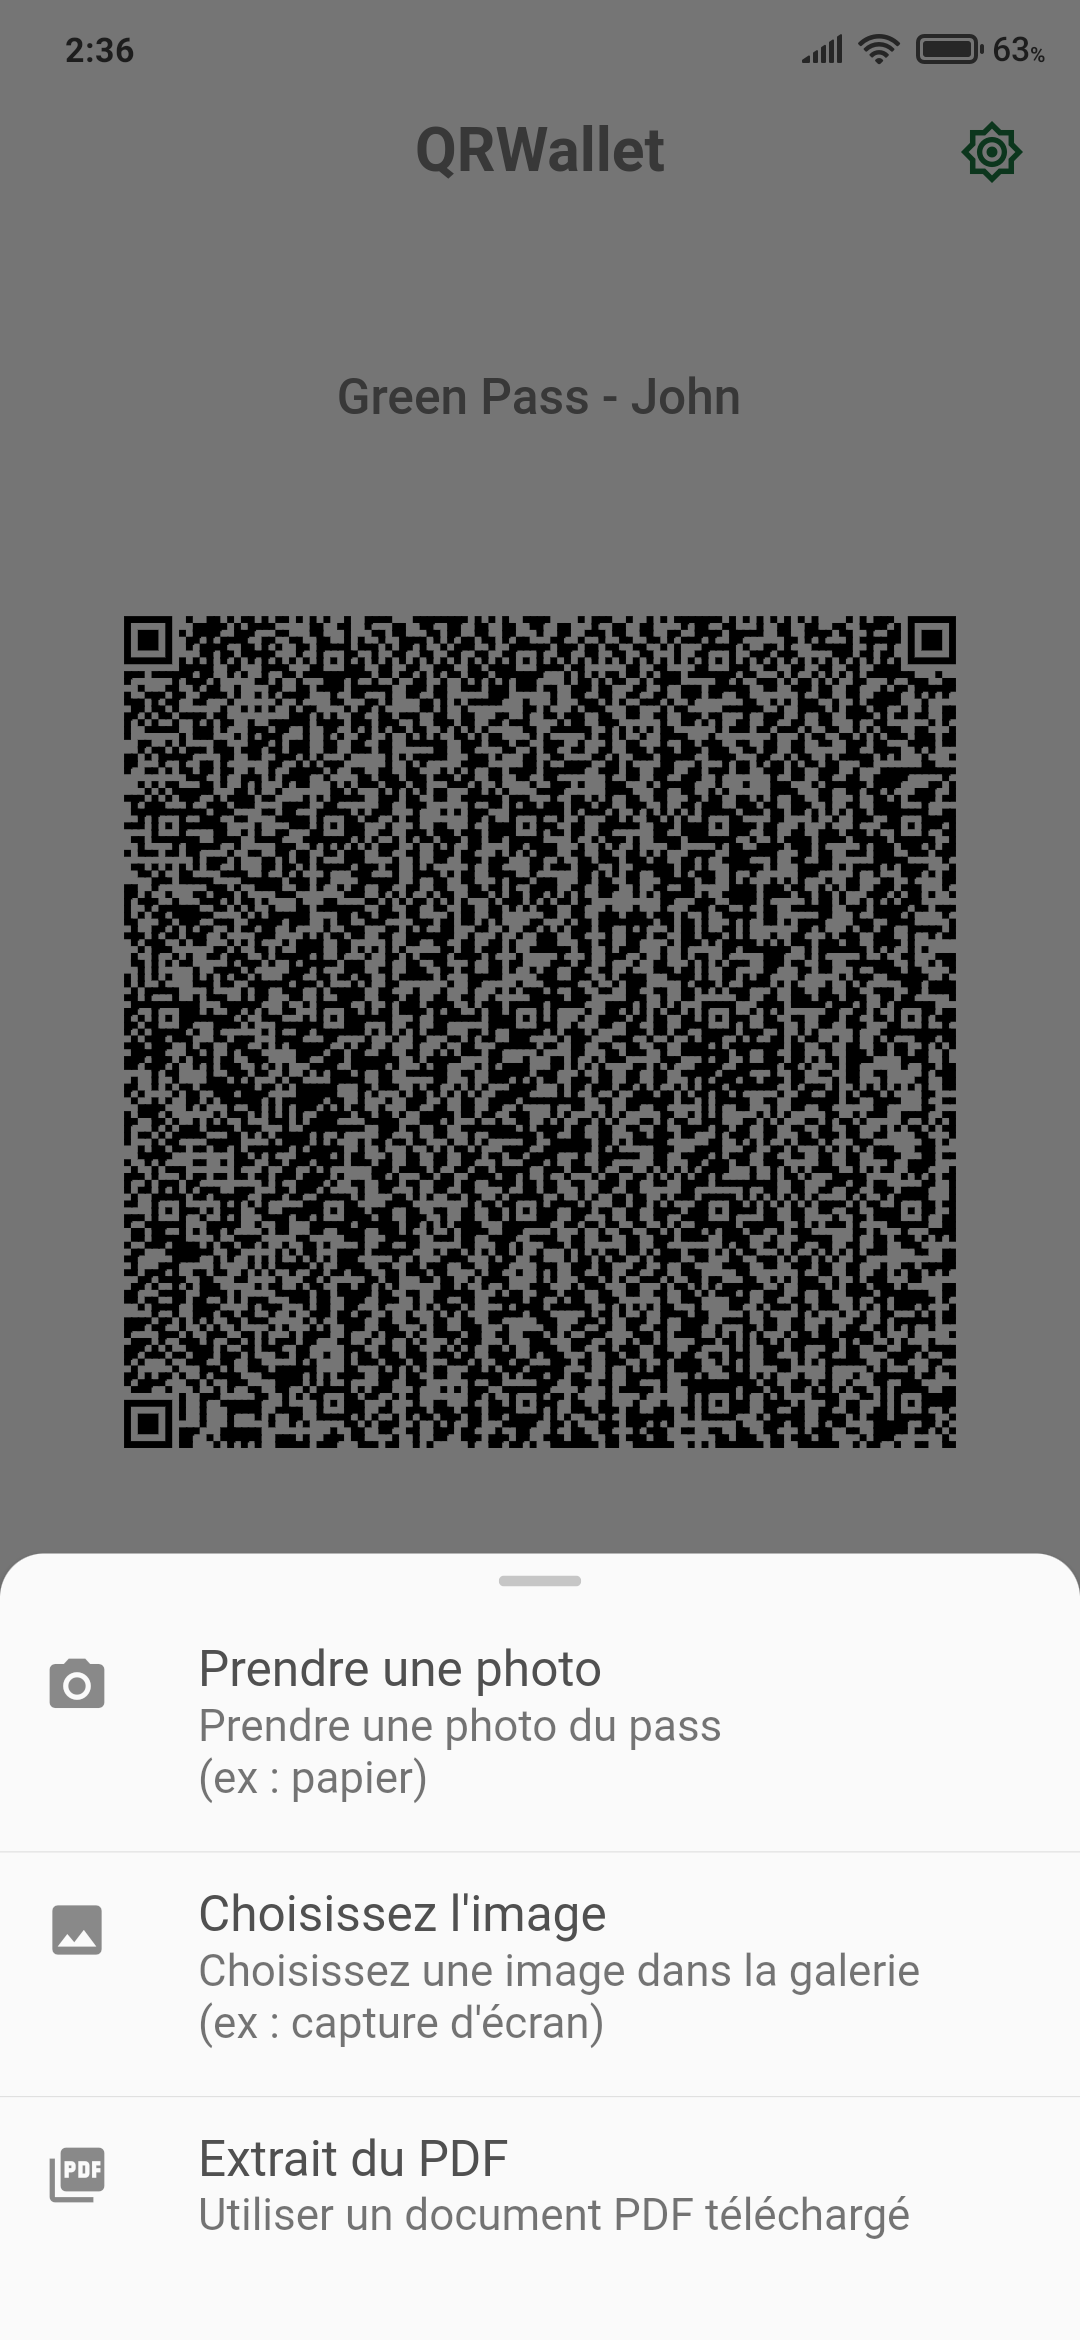 2:36
63%
QRWallet
Green Pass - John
Prendre une photo
Prendre une photo du pass
(ex : papier)
Choisissez l'image
Choisissez une image dans la galerie
(ex : capture d'écran)
PDF
Extrait du PDF
Utiliser un document PDF téléchargé